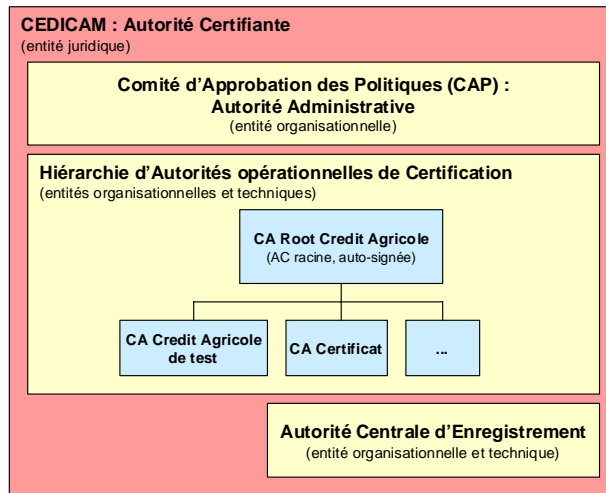 CEDICAM : Autorité Certifiante
(entité juridique)
Comité d'Approbation des Politiques (CAP) :
Autorité Administrative
(entité organisationnelle)
Hiérarchie d'Autorités opérationnelles de Certification
(entités organisationnelles et techniques)
CA Root Credit Agricole
(AC racine, auto-signée)
CA Credit Agricole
de test
CA Certificat
...
Autorité Centrale d'Enregistrement
(entité organisationnelle et technique)